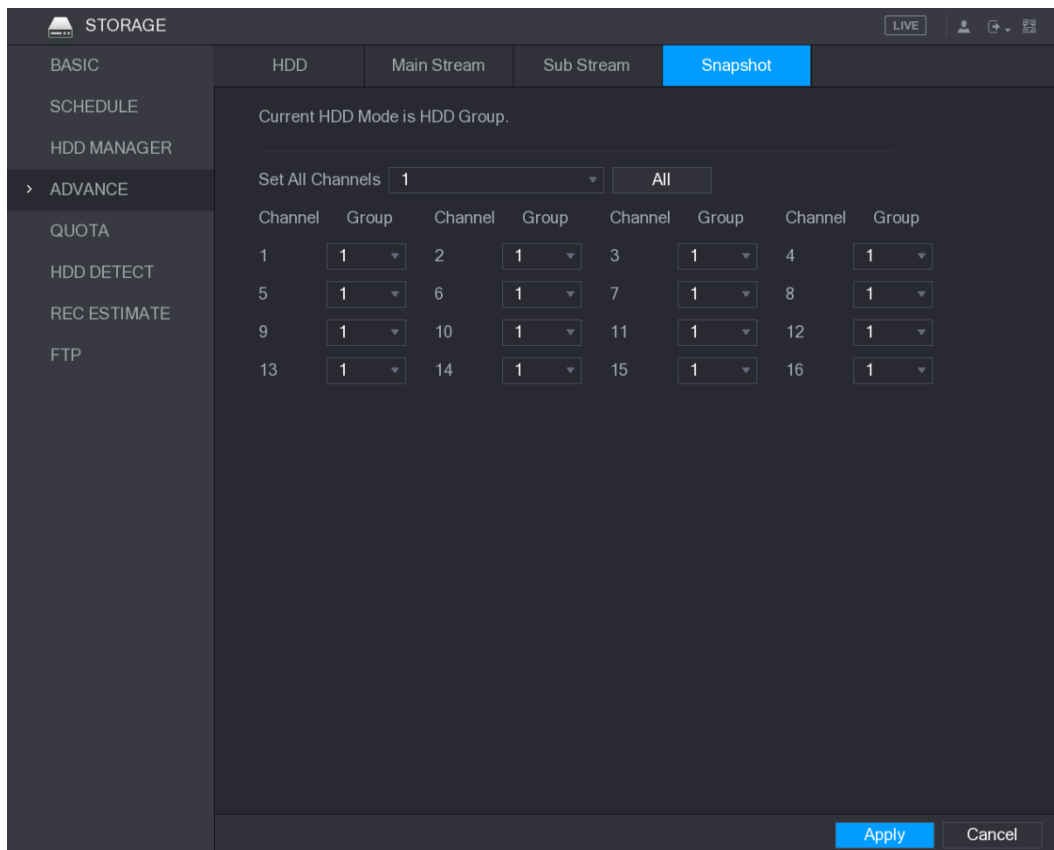 STORAGE
LIVE
BASIC
SCHEDULE
HDD MANAGER
> ADVANCE
QUOTA
HDD DETECT
REC ESTIMATE
FTP
HDD Main Stream Sub Stream Snapshot
Current HDD Mode is HDD Group.
Set All Channels 1 All
Channel Group Channel Group Channel Group Channel Group
1 1 2 1 3 1 4 1
5 1 6 1 7 1 8 1
9 1 10 1 11 1 12 1
13 1 14 1 15 1 16 1
Apply Cancel